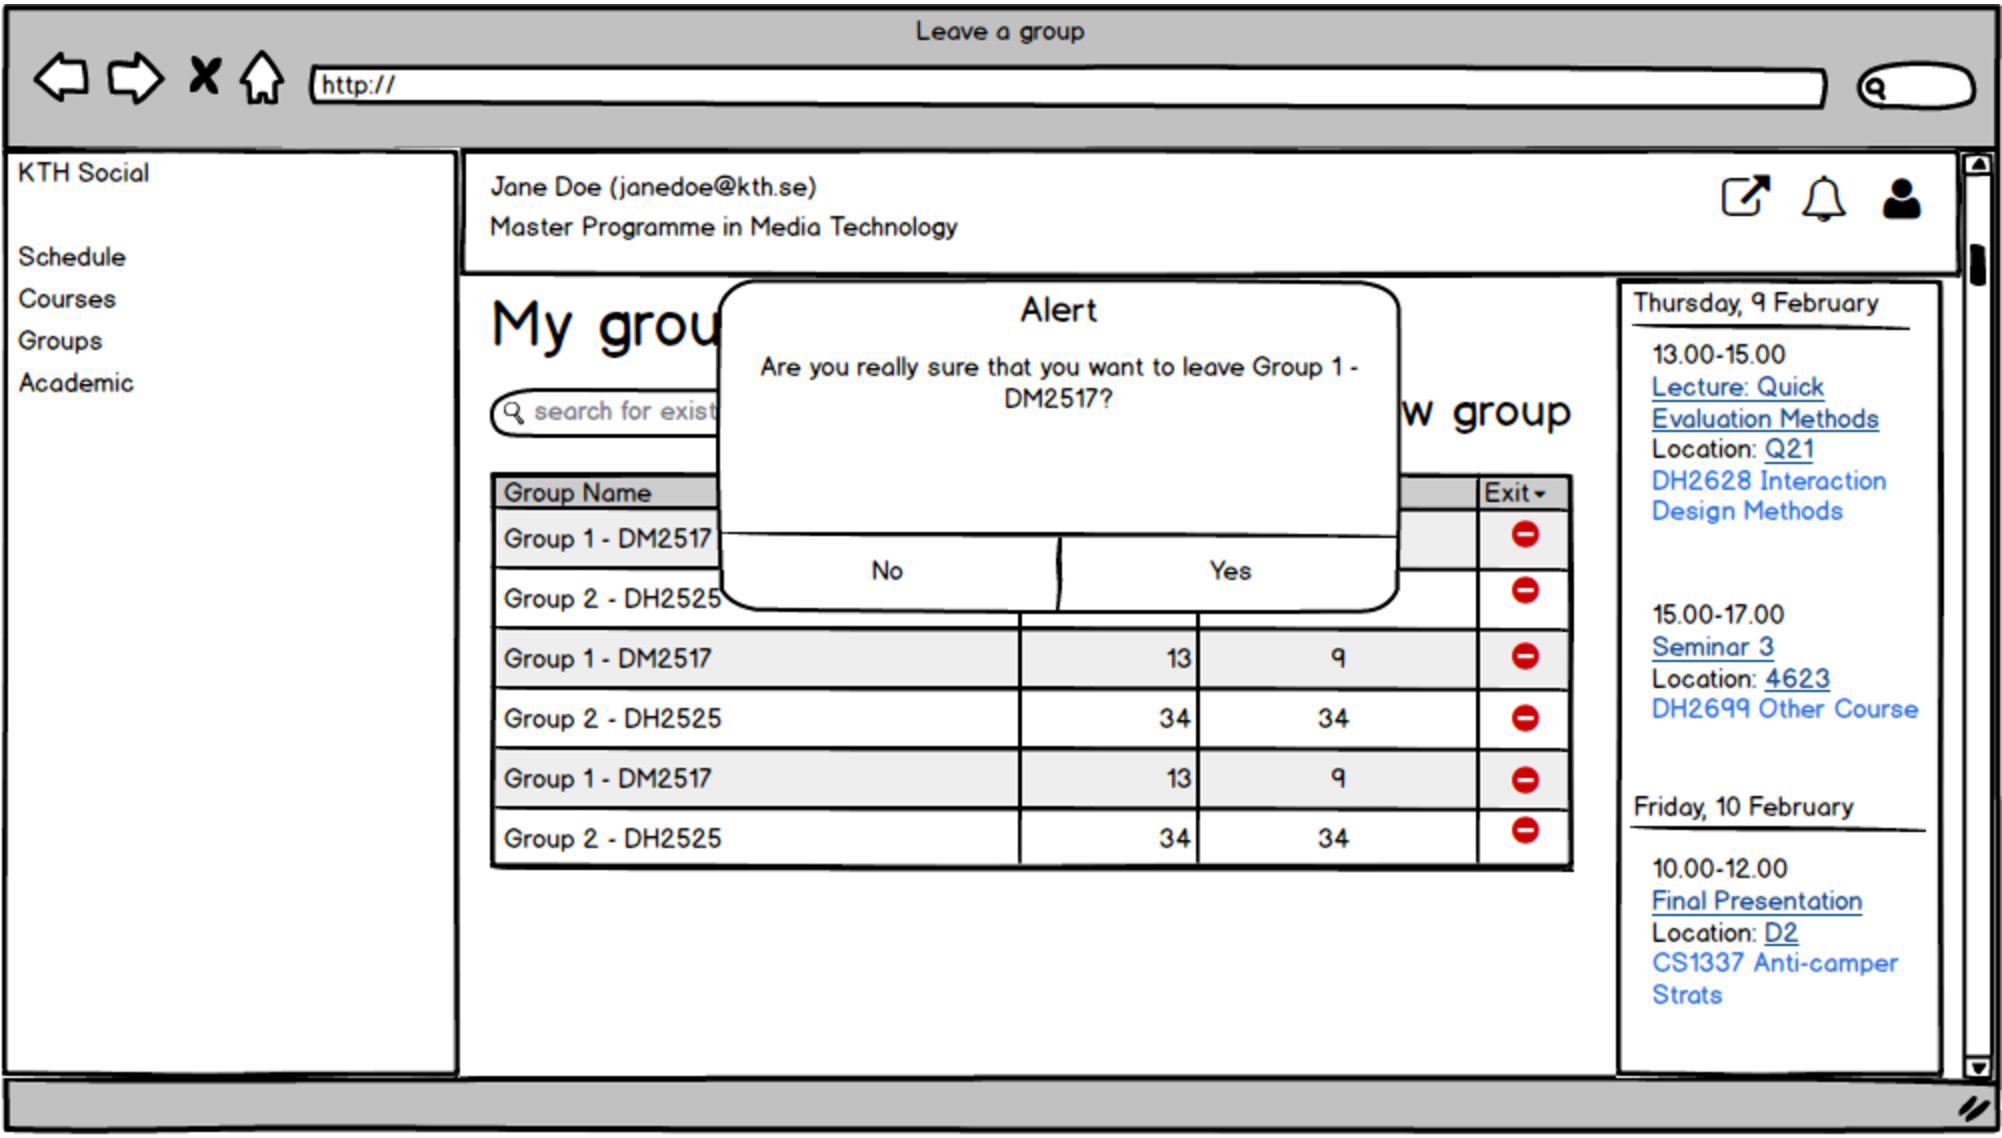 Leave a group
http://
KTH Social
Schedule
Courses
Groups
Academic
Jane Doe (janedoe@kth.se)
Master Programme in Media Technology
My grou
search for exist
w group
Alert
Are you really sure that you want to leave Group 1 -
DM2517?
No Yes
Group Name Exit
Group 1 - DM2517
Group 2 - DH2525
Group 1 - DM2517 13 9
Group 2 - DH2525 34 34
Group 1 - DM2517 13 9
Group 2 - DH2525 34 34
Thursday, 9 February
13.00-15.00
Lecture: Quick
Evaluation Methods
Location: Q21
DH2628 Interaction
Design Methods
15.00-17.00
Seminar 3
Location: 4623
DH2699 Other Course
Friday, 10 February
10.00-12.00
Final Presentation
Location: D2
CS1337 Anti-camper
Strats